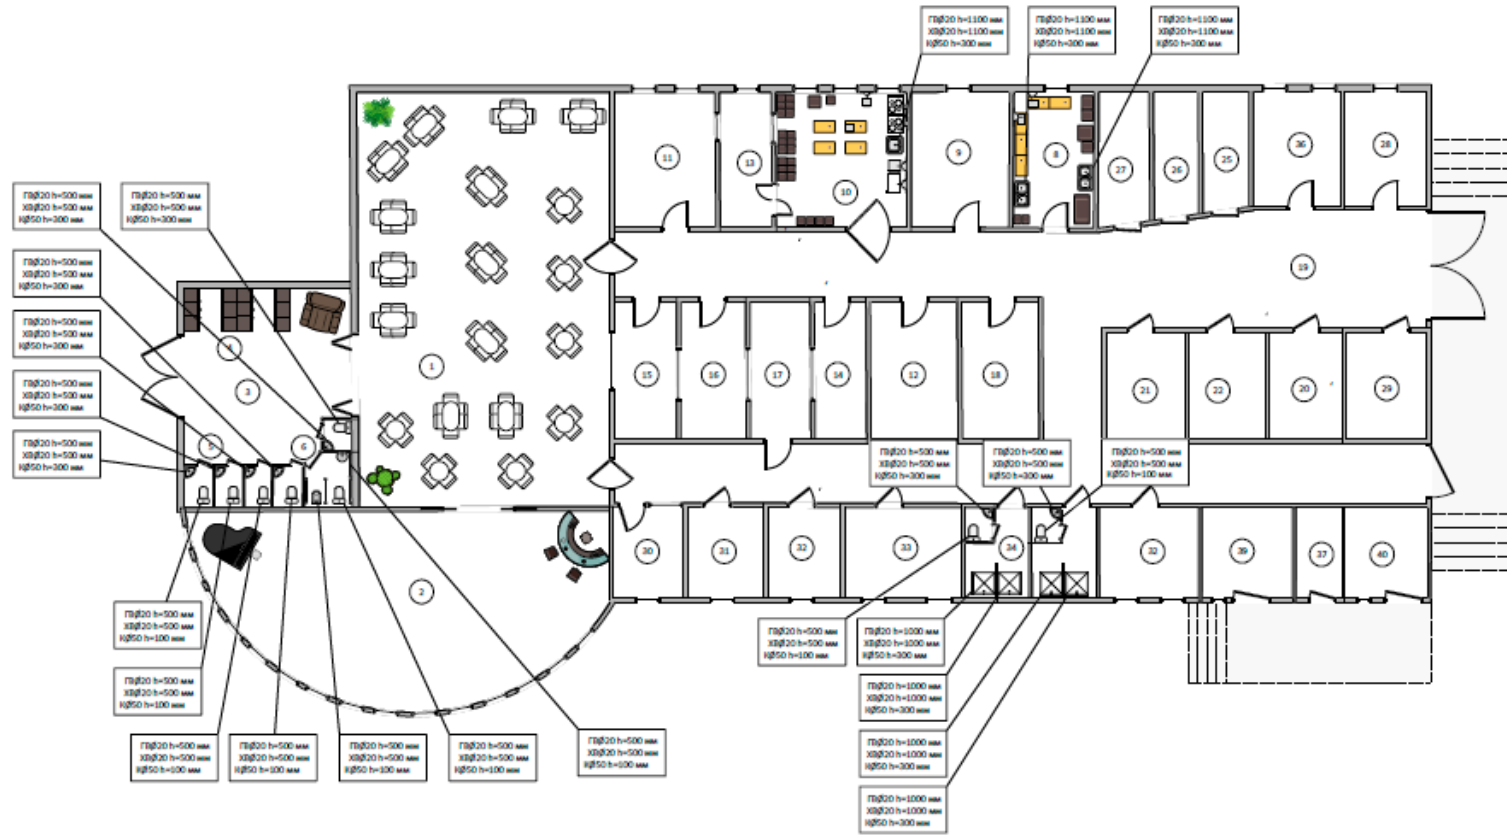 ГВØ20 h=1100 мм
ХВØ20 h=1100 мм
КØ50 h=300 мм
ГВØ20 h=1100 мм
ХВØ20 h=1100 мм
КØ50 h=300 мм
ГВØ20 h=1100 мм
ХВØ20 h=1100 мм
КØ50 h=300 мм
ГВØ20 h=500 мм
ХВØ20 h=500 мм
КØ50 h=300 мм
ГВØ20 h=500 мм
ХВØ20 h=500 мм
КØ50 h=300 мм
ГВØ20 h=500 мм
ХВØ20 h=500 мм
КØ50 h=300 мм
ГВØ20 h=500 мм
ХВØ20 h=500 мм
КØ50 h=300 мм
ГВØ20 h=500 мм
ХВØ20 h=500 мм
КØ50 h=300 мм
ГВØ20 h=500 мм
ХВØ20 h=500 мм
КØ50 h=300 мм
11
13
10
9
8
27
26
25
36
28
19
4
3
1
5
6
15
16
17
14
12
18
21
22
20
29
ГВØ20 h=500 мм
ХВØ20 h=500 мм
КØ50 h=300 мм
ГВØ20 h=500 мм
ХВØ20 h=500 мм
КØ50 h=300 мм
ГВØ20 h=500 мм
ХВØ20 h=500 мм
КØ50 h=100 мм
2
30
31
32
33
34
32
39
37
40
ГВØ20 h=500 мм
ХВØ20 h=500 мм
КØ50 h=100 мм
ГВØ20 h=500 мм
ХВØ20 h=500 мм
КØ50 h=100 мм
ГВØ20 h=500 мм
ХВØ20 h=500 мм
КØ50 h=100 мм
ГВØ20 h=500 мм
ХВØ20 h=500 мм
КØ50 h=100 мм
ГВØ20 h=500 мм
ХВØ20 h=500 мм
КØ50 h=100 мм
ГВØ20 h=500 мм
ХВØ20 h=500 мм
КØ50 h=100 мм
ГВØ20 h=500 мм
ХВØ20 h=500 мм
КØ50 h=100 мм
ГВØ20 h=500 мм
ХВØ20 h=500 мм
КØ50 h=100 мм
ГВØ20 h=1000 мм
ХВØ20 h=1000 мм
КØ50 h=300 мм
ГВØ20 h=1000 мм
ХВØ20 h=1000 мм
КØ50 h=300 мм
ГВØ20 h=1000 мм
ХВØ20 h=1000 мм
КØ50 h=300 мм
ГВØ20 h=1000 мм
ХВØ20 h=1000 мм
КØ50 h=300 мм